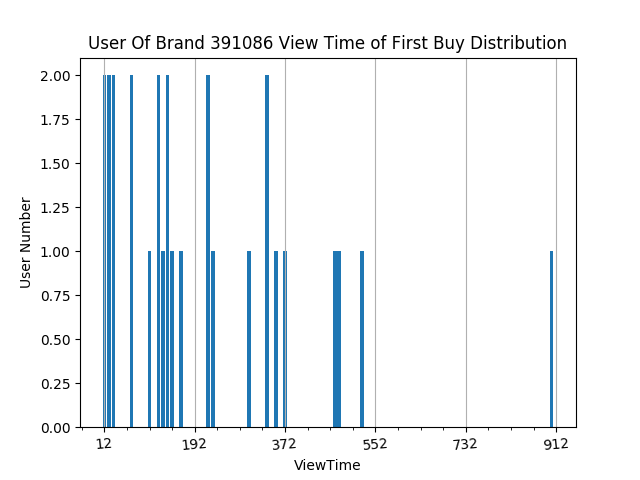 User Of Brand 391086 View Time of First Buy Distribution
2.00
1.75
1.50
1.25
1.00
0.75
0.50
0.25
0.00
User Number
12 192 372 552 732 912
ViewTime